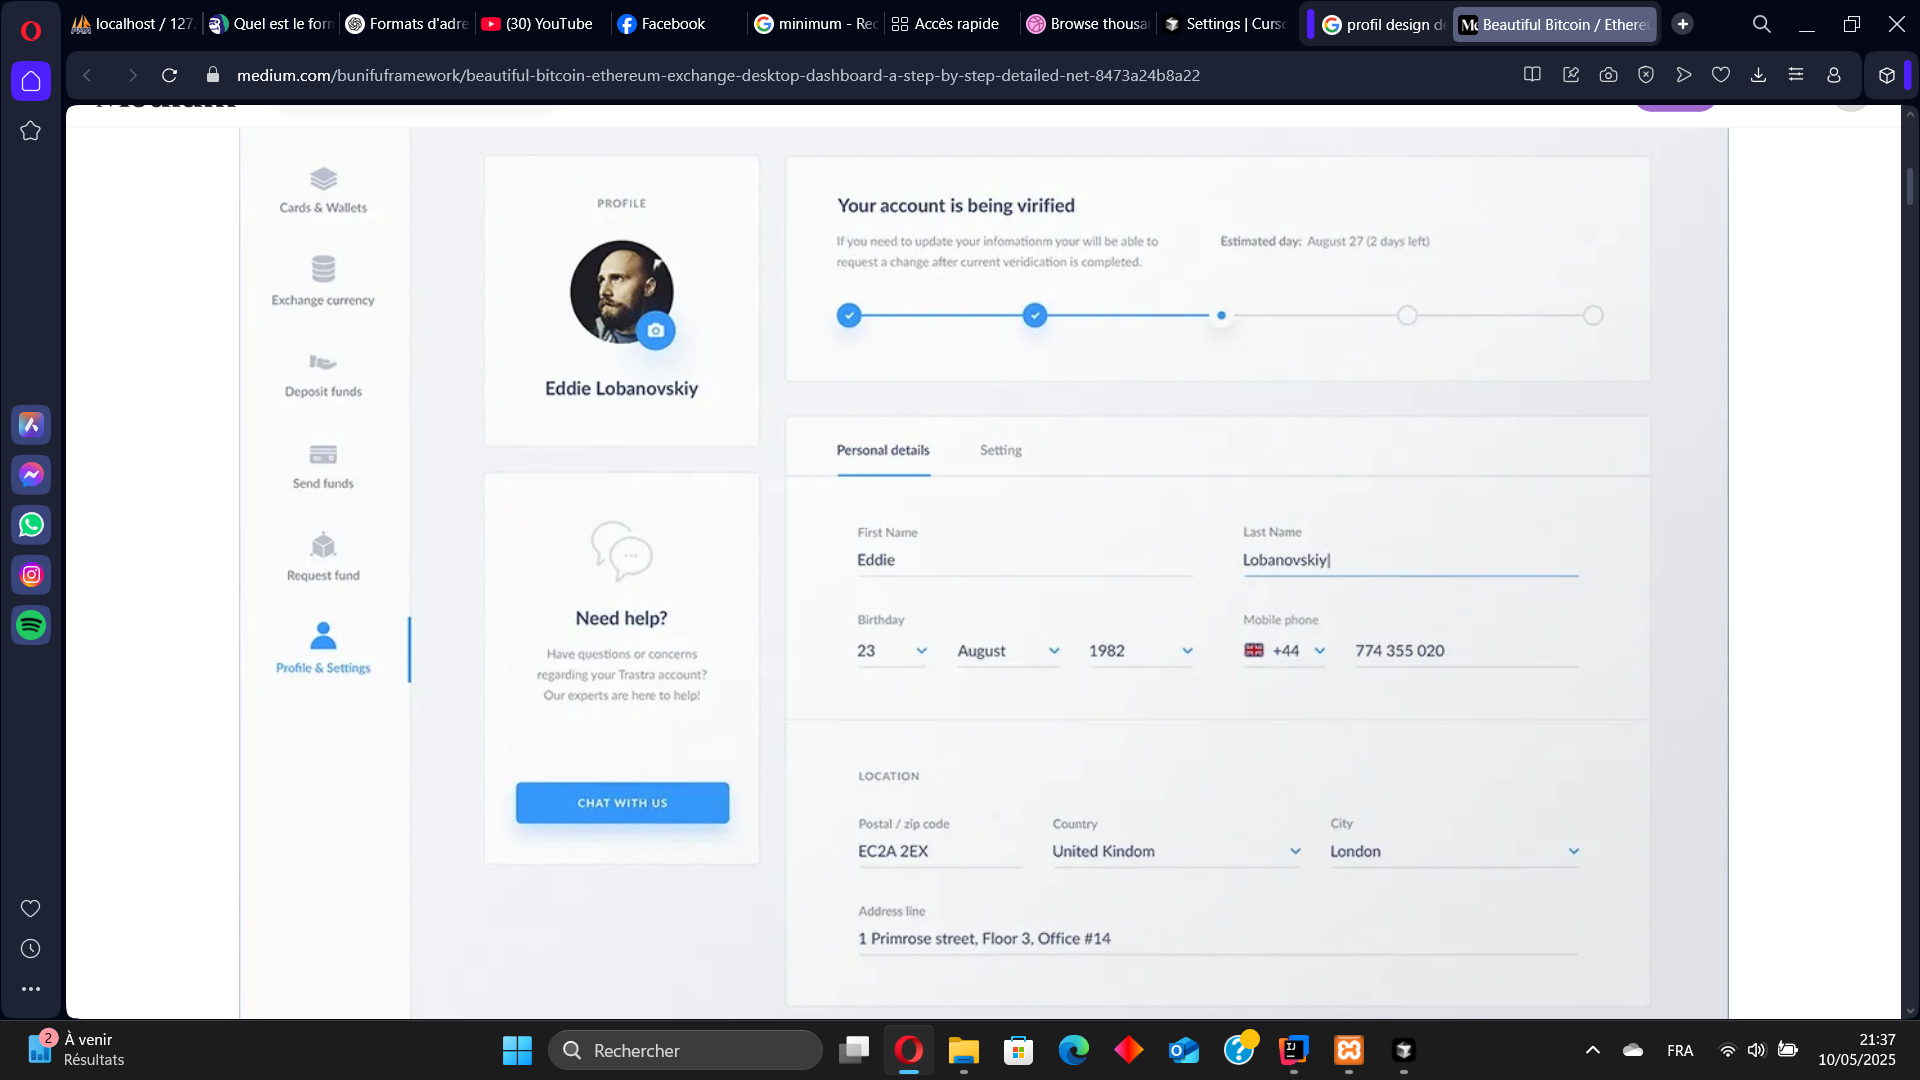 localhost / 127.
Quel est le for
Formats d'adre
(30) YouTube
Facebook
minimum - Rec
Accès rapide
Browse thousa
Settings | Curs
profil design d
Beautiful Bitcoin / Ethere
medium.com/bunifuframework/beautiful-bitcoin-ethereum-exchange-desktop-dashboard-a-step-by-step-detailed-net-8473a24b8a22
Cards & Wallets
Exchange currency
Deposit funds
Send funds
Request fund
Profile & Settings
PROFILE
Eddie Lobanovskiy
Need help?
Have questions or concerns
regarding your Trastra account?
Our experts are here to help!
CHAT WITH US
Your account is being virified
If you need to update your infomationm your will be able to
request a change after current veridication is completed.
Estimated day: August 27 (2 days left)
Personal details
Setting
First Name
Eddie
Last Name
Lobanovskiy
Birthday
23
August
1982
Mobile phone
+44
774 355 020
LOCATION
Postal / zip code
EC2A 2EX
Country
United Kindom
City
London
Address line
1 Primrose street, Floor 3, Office #14
2
À venir
Résultats
Rechercher
FRA
21:37
10/05/2025